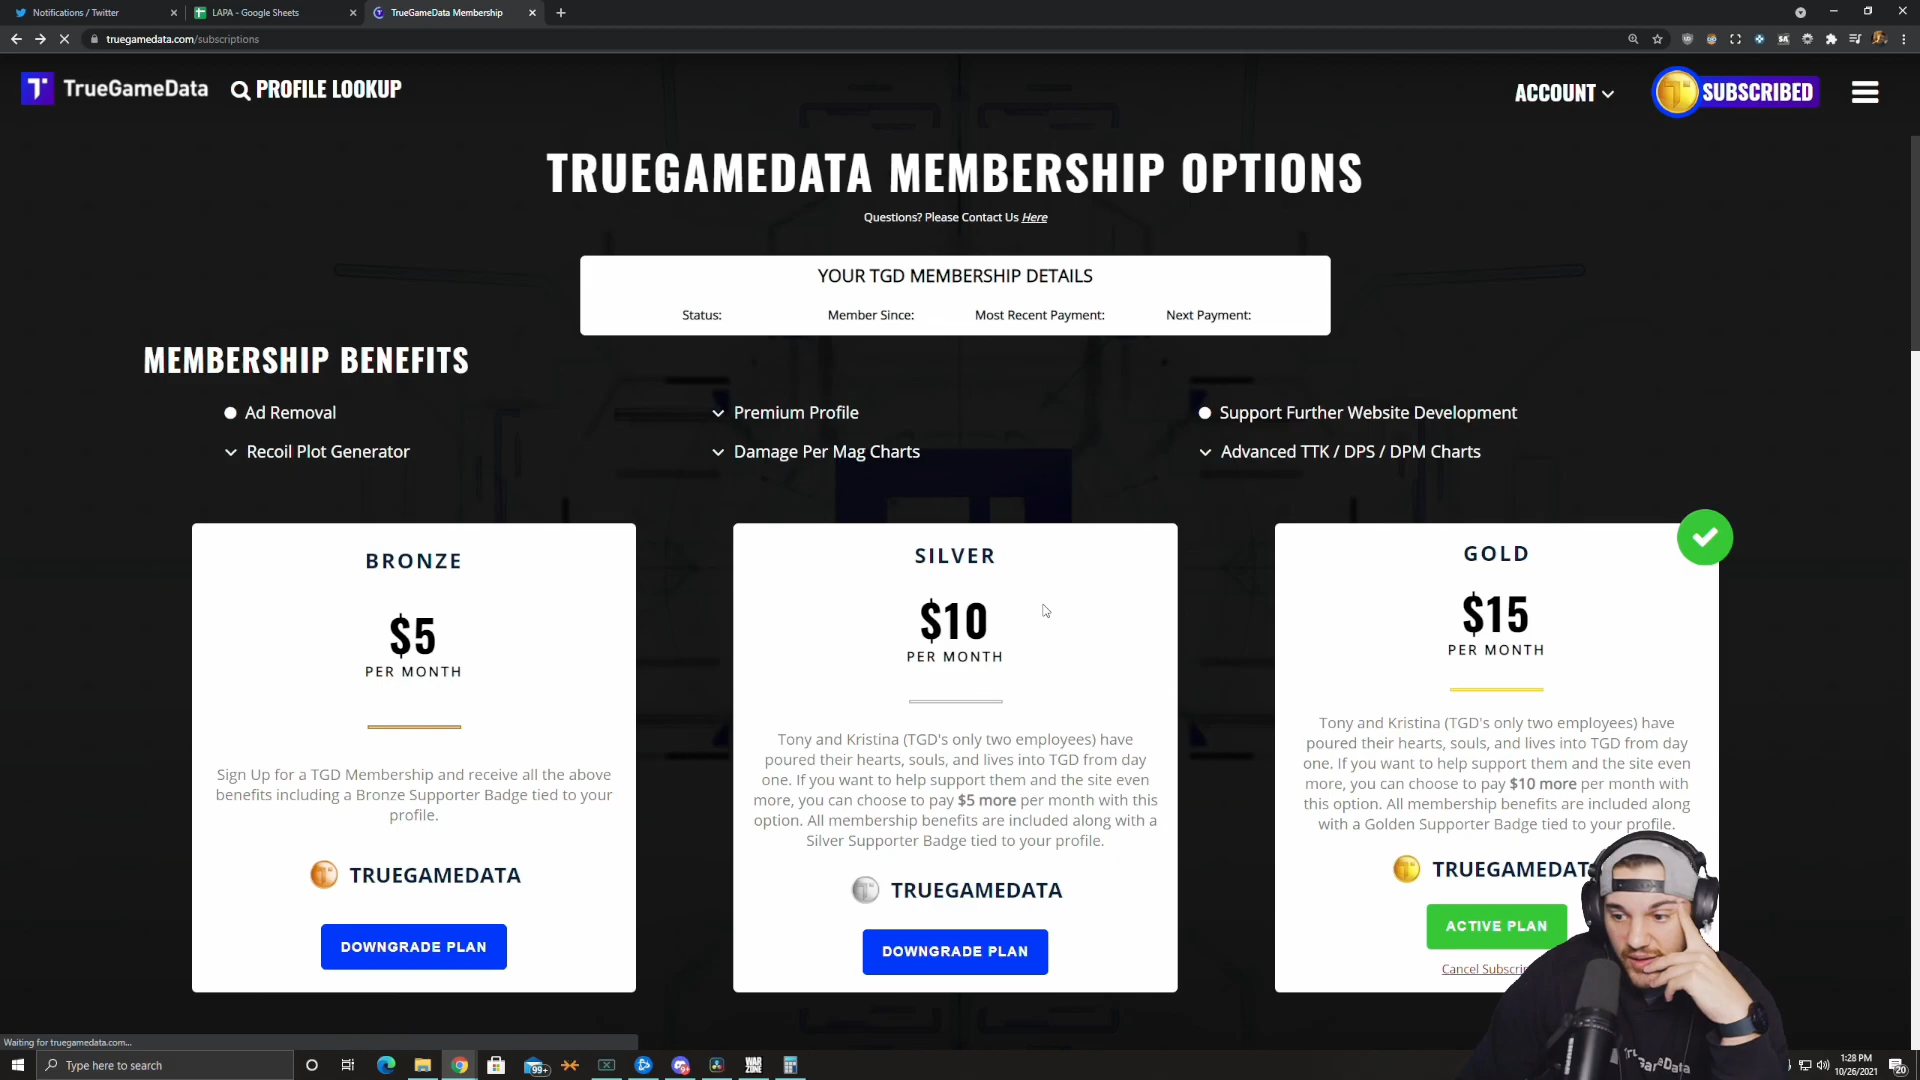 Notifications / Twitter
LAPA - Google Sheets
TrueGameData Membership
truegamedata.com/subscriptions
TrueGameData
PROFILE LOOKUP
ACCOUNT
SUBSCRIBED
TRUEGAMEDATA MEMBERSHIP OPTIONS
Questions? Please Contact Us Here
YOUR TGD MEMBERSHIP DETAILS
Status:
Member Since:
Most Recent Payment:
Next Payment:
MEMBERSHIP BENEFITS
Ad Removal
Premium Profile
Support Further Website Development
Recoil Plot Generator
Damage Per Mag Charts
Advanced TTK / DPS / DPM Charts
BRONZE
$5
PER MONTH
Sign Up for a TGD Membership and receive all the above
benefits including a Bronze Supporter Badge tied to your
profile.
TRUEGAMEDATA
DOWNGRADE PLAN
SILVER
$10
PER MONTH
Tony and Kristina (TGD's only two employees) have
poured their hearts, souls, and lives into TGD from day
one. If you want to help support them and the site even
more, you can choose to pay $5 more per month with this
option. All membership benefits are included along with a
Silver Supporter Badge tied to your profile.
TRUEGAMEDATA
DOWNGRADE PLAN
GOLD
$15
PER MONTH
Tony and Kristina (TGD's only two employees) have
poured their hearts, souls, and lives into TGD from day
one. If you want to help support them and the site even
more, you can choose to pay $10 more per month with
this option. All membership benefits are included along
with a Golden Supporter Badge tied to your profile.
TRUEGAMEDAT
ACTIVE PLAN
Cancel Subscri
Waiting for truegamedata.com...
Type here to search
99+
WAR
ZONE
1:28 PM
10/26/2021
20